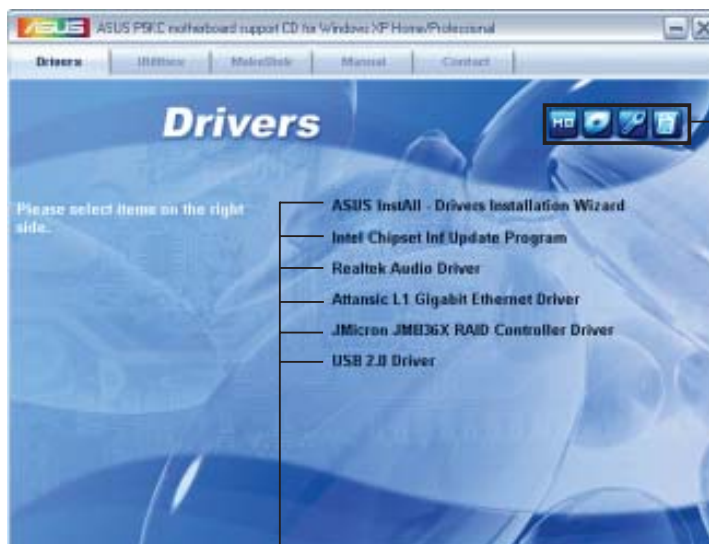 ASUS
ASUS P5KC motherboard support CD for Windows XP Home/Professional
Drivers
Utilities
MakeDisk
Manual
Contact
Drivers
Please select items on the right
side.
ASUS InstAll - Drivers Installation Wizard
Intel Chipset Inf Update Program
Realtek Audio Driver
Attansic L1 Gigabit Ethernet Driver
JMicron JMB36X RAID Controller Driver
USB 2.0 Driver